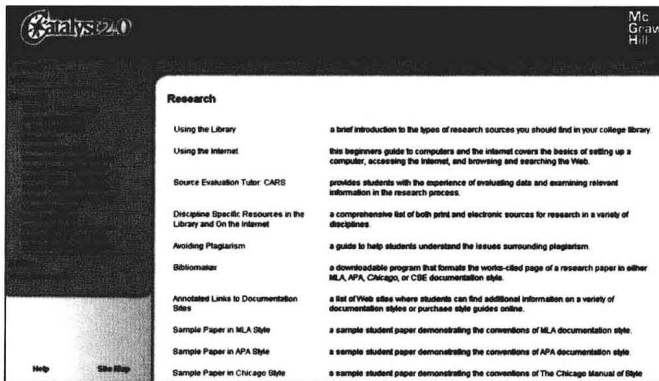 Catalyst 2.0
Mc
Graw
Hill
Research
Using the Library a brief introduction to the types of research sources you should find in your college library.
Using the Internet this beginners guide to computers and the internet covers the basics of setting up a
computer, accessing the Internet, and browsing and searching the Web.
Source Evaluation Tutor: CARS provides students with the experience of evaluating data and examining relevant
information in the research process.
Discipline Specific Resources in the a comprehensive list of both print and electronic sources for research in a variety of
Library and On the Internet disciplines.
Avoiding Plagiarism a guide to help students understand the issues surrounding plagiarism.
Bibliomaker a downloadable program that formats the works-cited page of a research paper in either
MLA, APA, Chicago, or CSE documentation style.
Annotated Links to Documentation a list of Web sites where students can find additional information on a variety of
Sites documentation styles or purchase style guides online.
Sample Paper in MLA Style a sample student paper demonstrating the conventions of MLA documentation style.
Sample Paper in APA Style a sample student paper demonstrating the conventions of APA documentation style.
Sample Paper in Chicago Style a sample student paper demonstrating the conventions of The Chicago Manual of Style
Help Site Map